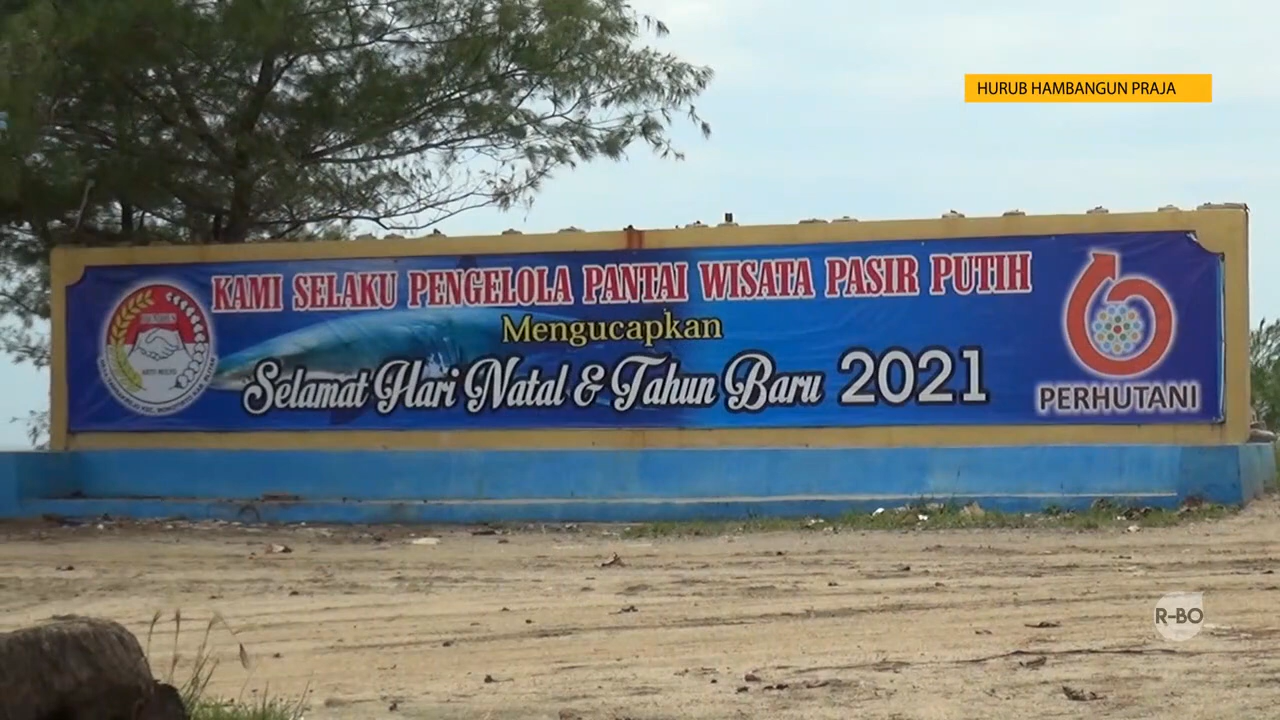 HURUB HAMBANGUN PRAJA
KAMI SELAKU PENGELOLA PANTAI WISATA PASIR PUTIH
Mengucapkan
Selamat Hari Natal & Tahun Baru 2021
PERHUTANI
R-BO